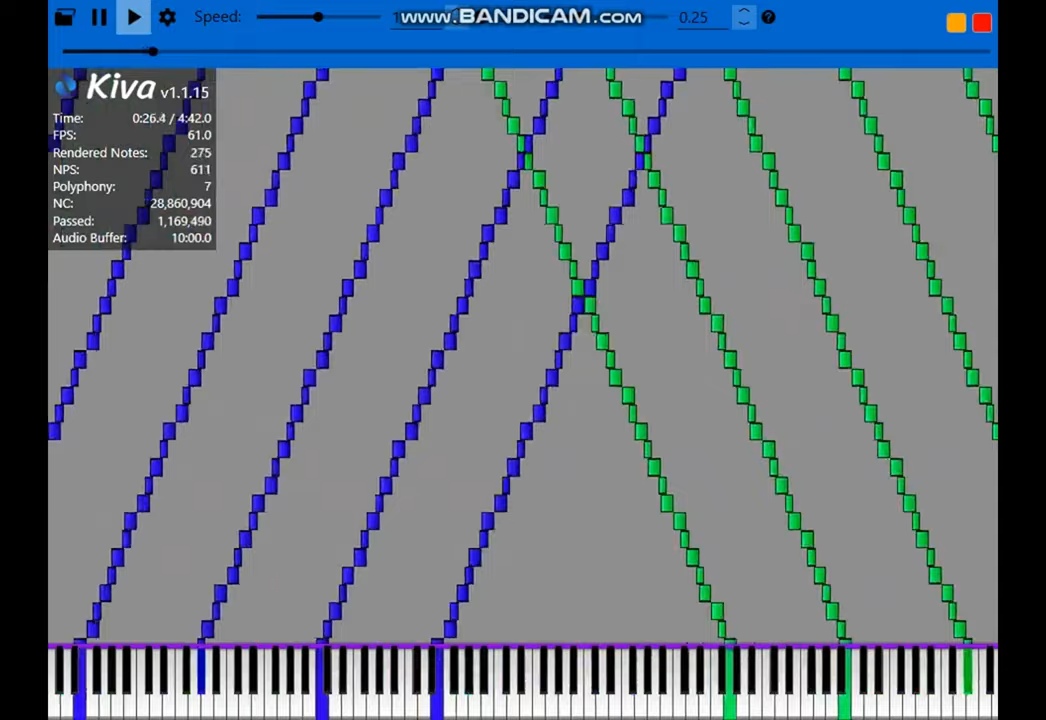 Speed:
www.BANDICAM.com
0.25
Kiva v1.1.15
Time: 0:26.4 / 4:42.0
FPS: 61.0
Rendered Notes: 275
NPS: 611
Polyphony: 7
NC: 28,860,904
Passed: 1,169,490
Audio Buffer: 10:00.0